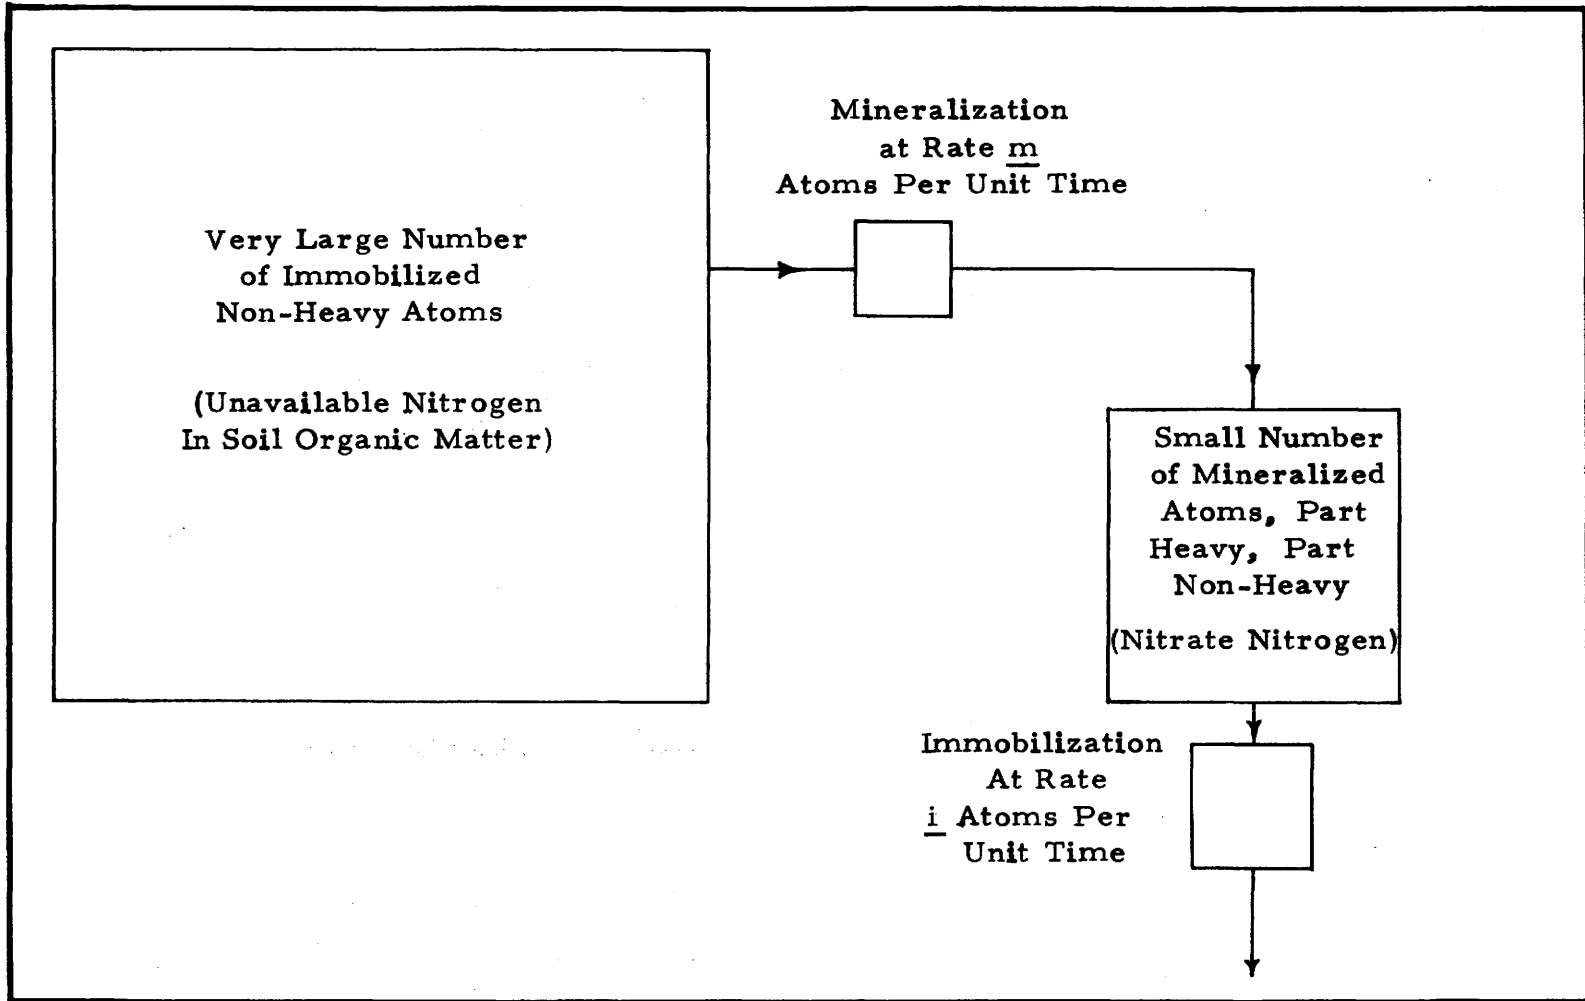 Mineralization
at Rate m
Atoms Per Unit Time
Very Large Number
of Immobilized
Non-Heavy Atoms
(Unavailable Nitrogen
In Soil Organic Matter)
Small Number
of Mineralized
Atoms, Part
Heavy, Part
Non-Heavy
(Nitrate Nitrogen)
Immobilization
At Rate
i Atoms Per
Unit Time